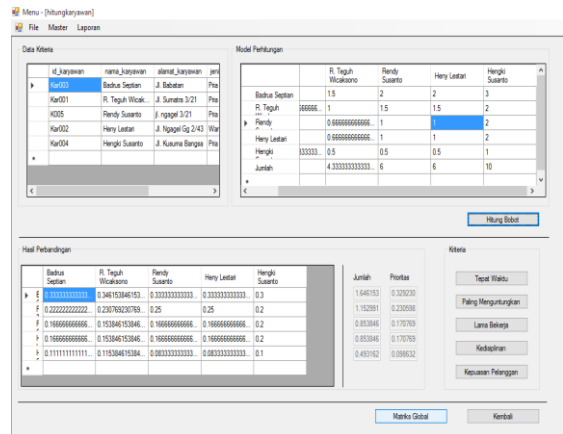 Menu - [hitungkaryawan]
File Master Laporan
Data Kriteria
id_karyawan nama_karyawan alamat_karyawan jeni
Kar003 Badrus Septian Jl. Babatan Pria
Kar001 R. Teguh Wicak... Jl. Sumatra 3/21 Pria
K005 Rendy Susanto jl. ngagel 3/21 Pria
Kar002 Heny Lestari Jl. Ngagel Gg 2/43 War
Kar004 Hengki Susanto Jl. Kusuma Bangsa Pria
Model Perhitungan
R. Teguh Wicaksono Rendy Susanto Heny Lestari Hengki Susanto
Badrus Septian 1.5 2 2 3
R. Teguh 666666... 1 1.5 1.5 2
Rendy 0.666666666666... 1 1 2
Heny Lestari 0.666666666666... 1 1 2
Hengki 333333... 0.5 0.5 0.5 1
Jumlah 4.333333333333... 6 6 10
Hitung Bobot
Hasil Perbandingan
Badrus Septian R. Teguh Wicaksono Rendy Susanto Heny Lestari Hengki Susanto
0.333333333333... 0.346153846153... 0.333333333333... 0.333333333333... 0.3
0.222222222222... 0.230769230769... 0.25 0.25 0.2
0.166666666666... 0.153846153846... 0.166666666666... 0.166666666666... 0.2
0.166666666666... 0.153846153846... 0.166666666666... 0.166666666666... 0.2
0.111111111111... 0.115384615384... 0.083333333333... 0.083333333333... 0.1
Jumlah Prioritas
1.646153 0.329230
1.152991 0.230598
0.853846 0.170769
0.853846 0.170769
0.493162 0.098632
Kriteria
Tepat Waktu
Paling Menguntungkan
Lama Bekerja
Kedisiplinan
Kepuasan Pelanggan
Matriks Global
Kembali